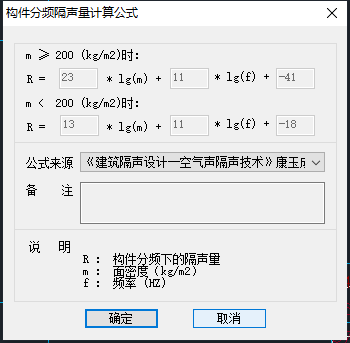 构件分频隔声量计算公式
m ≥ 200 (kg/m2)时:
R = 23 * lg(m) + 11 * lg(f) + -41
m < 200 (kg/m2)时:
R = 13 * lg(m) + 11 * lg(f) + -18
公式来源 《建筑隔声设计—空气声隔声技术》康玉成
备 注
说 明
R : 构件分频下的隔声量
m : 面密度(kg/m2)
f : 频率(HZ)
确定 取消